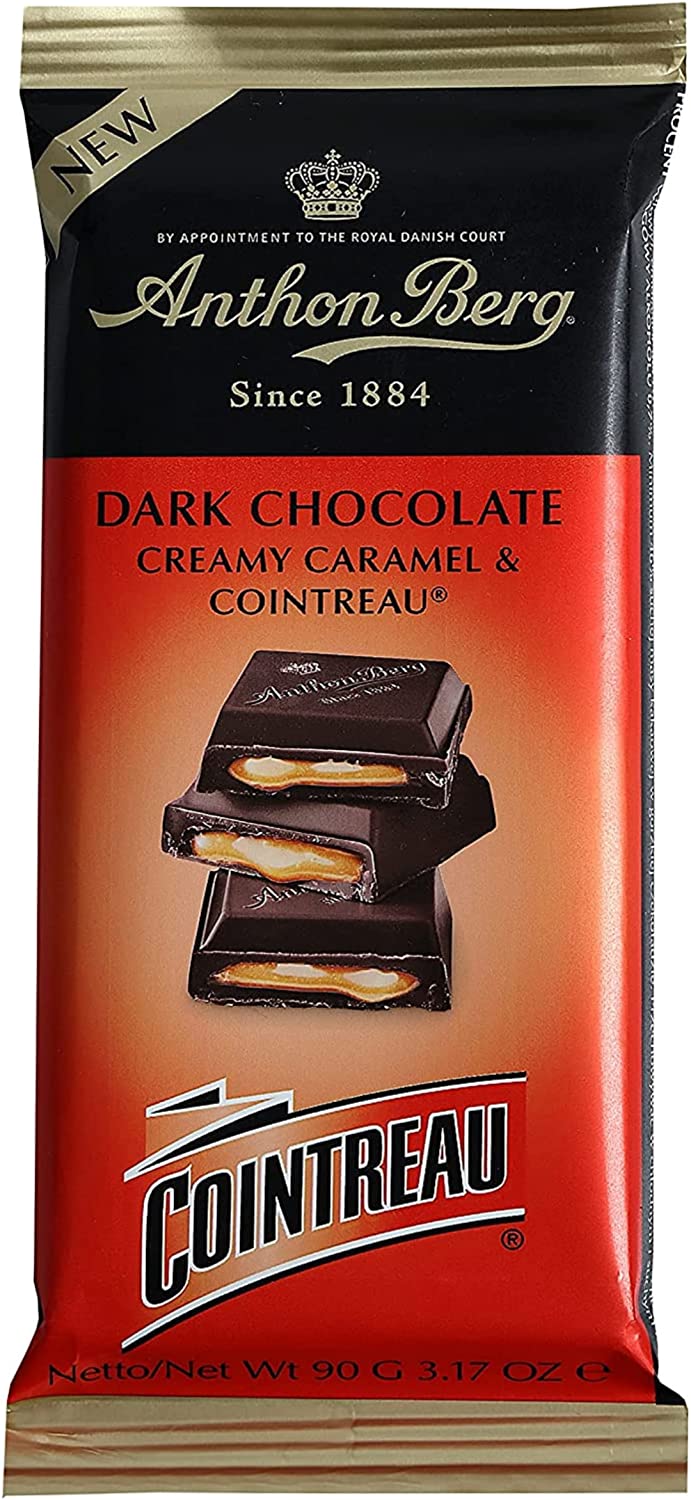 NEW
BY APPOINTMENT TO THE ROYAL DANISH COURT
Anthon Berg®
Since 1884
DARK CHOCOLATE
CREAMY CARAMEL &
COINTREAU®
Anthon Berg
Since 1884
COINTREAU
®
Netto/Net Wt 90 G 3.17 OZ ℮